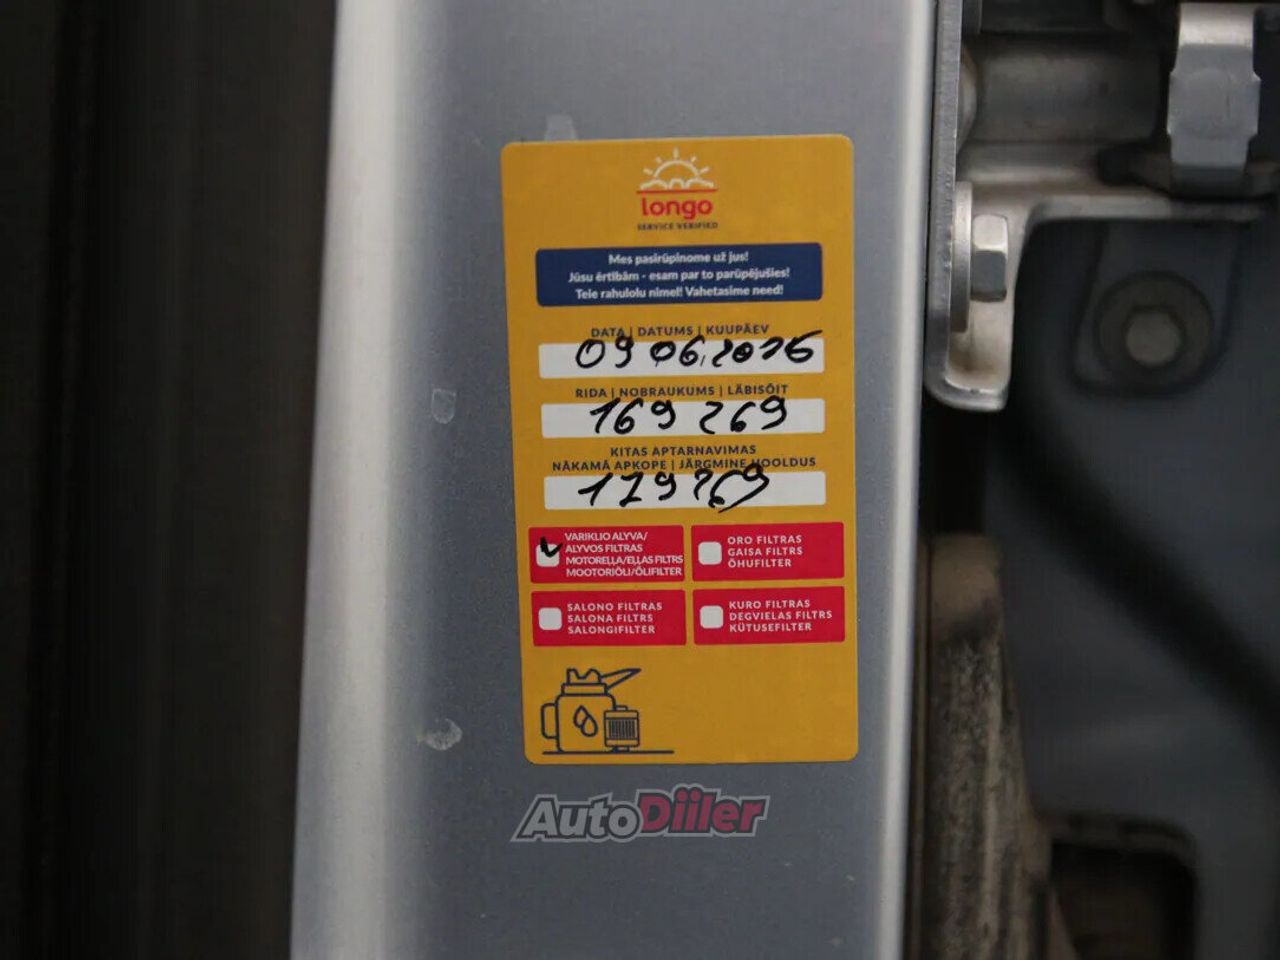 longo
SERVICE VERIFIED
Mes pasirūpinome už jus!
Jūsu ērtībām - esam par to parūpējušies!
Teie rahulolu nimel! Vahetasime need!
DATA | DATUMS | KUUPÄEV
09 06.2026
RIDA | NOBRAUKUMS | LÄBISÕIT
169 269
KITAS APTARNAVIMAS
NĀKAMĀ APKOPE | JÄRGMINE HOOLDUS
179269
VARIKLIO ALYVA/
ALYVOS FILTRAS
MOTOREĻĻA/EĻĻAS FILTRS
MOOTORIÕLI/ÕLIFILTER
ORO FILTRAS
GAISA FILTRS
ÕHUFILTER
SALONO FILTRAS
SALONA FILTRS
SALONGIFILTER
KURO FILTRAS
DEGVIELAS FILTRS
KÜTUSEFILTER
AutoDiiler